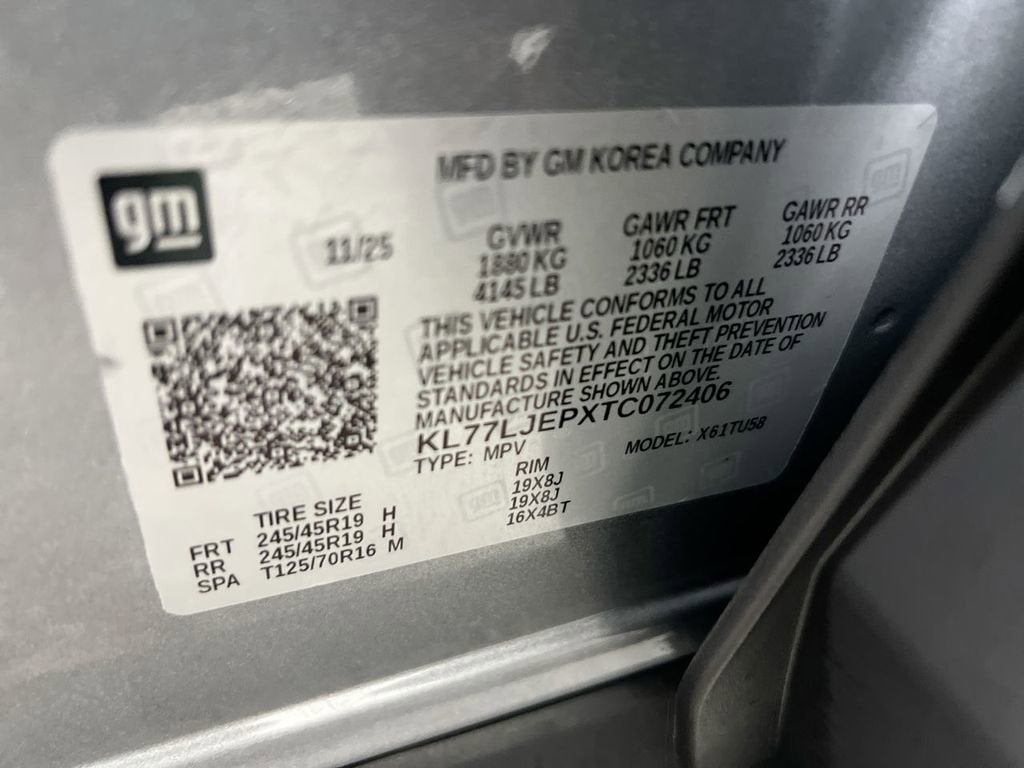 MFD BY GM KOREA COMPANY
gm
11/25
GVWR GAWR FRT GAWR RR
1880 KG 1060 KG 1060 KG
4145 LB 2336 LB 2336 LB
THIS VEHICLE CONFORMS TO ALL
APPLICABLE U.S. FEDERAL MOTOR
VEHICLE SAFETY AND THEFT PREVENTION
STANDARDS IN EFFECT ON THE DATE OF
MANUFACTURE SHOWN ABOVE.
KL77LJEPXTC072406
TYPE: MPV MODEL: X61TU58
TIRE SIZE RIM
FRT 245/45R19 H 19X8J
RR 245/45R19 H 19X8J
SPA T125/70R16 M 16X4BT